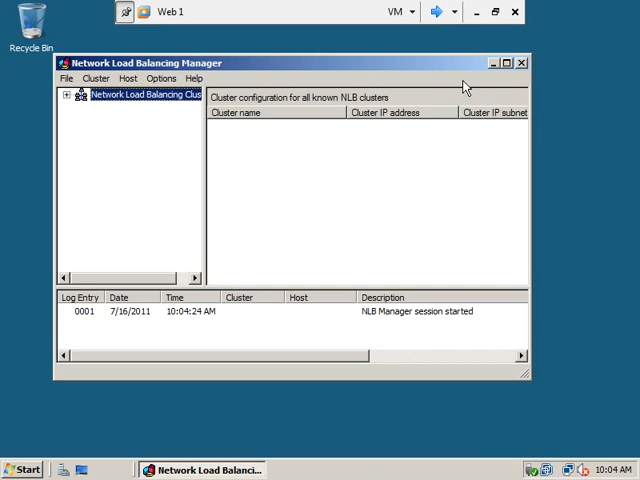 Web 1
VM
Recycle Bin
Network Load Balancing Manager
File Cluster Host Options Help
Network Load Balancing Clus
Cluster configuration for all known NLB clusters
Cluster name Cluster IP address Cluster IP subnet
Log Entry Date Time Cluster Host Description
0001 7/16/2011 10:04:24 AM NLB Manager session started
Start
Network Load Balanci...
10:04 AM